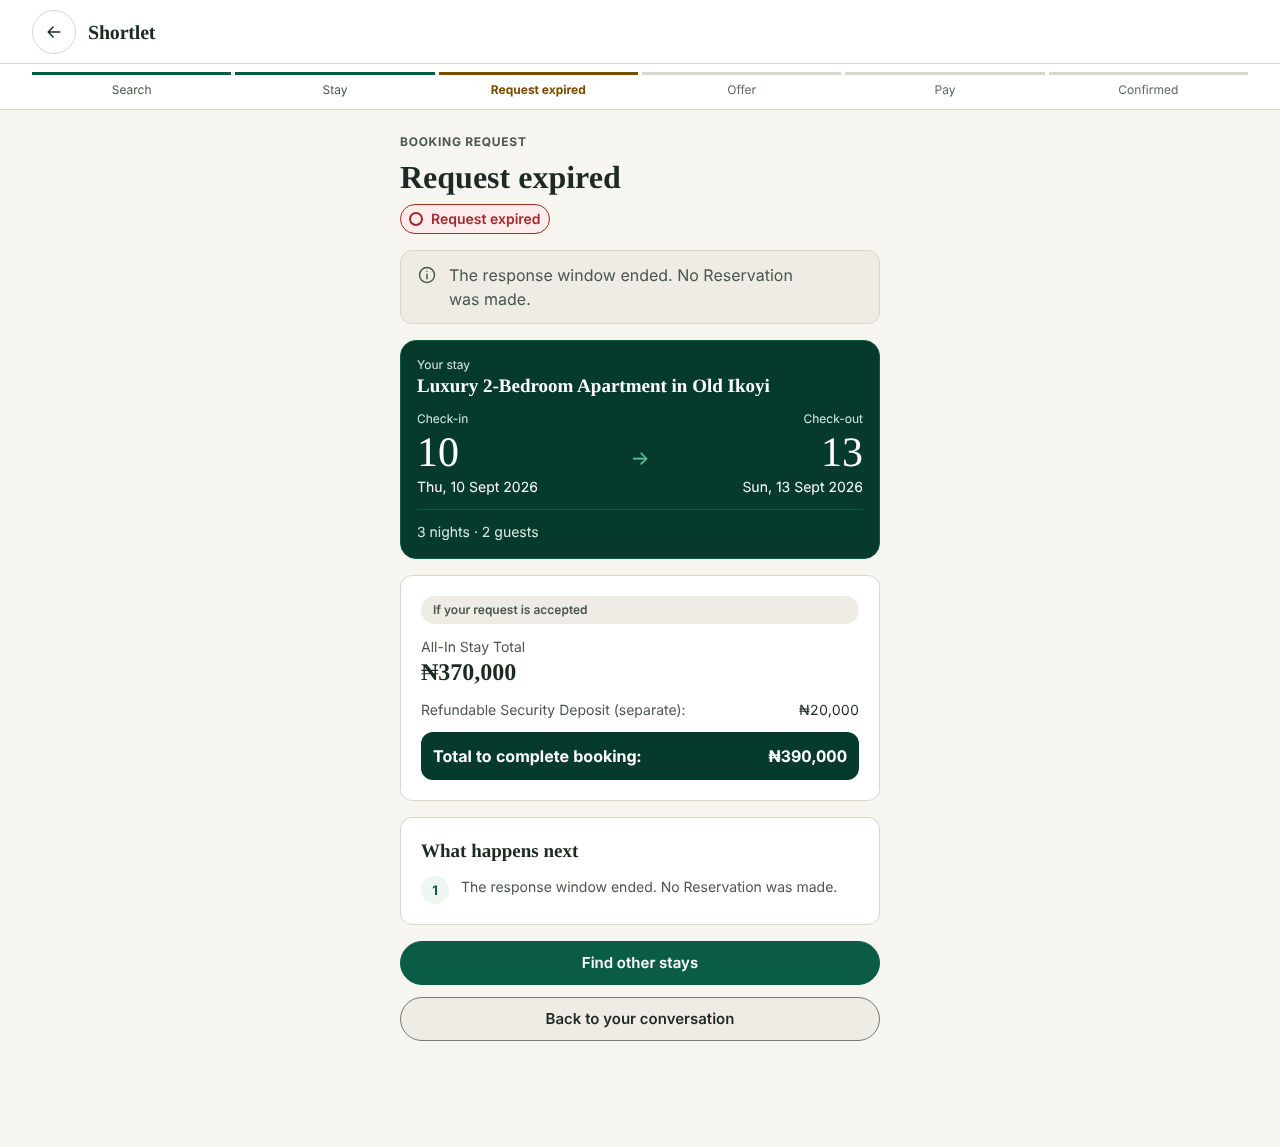 Shortlet
Search
Stay
Request expired
Offer
Pay
Confirmed
BOOKING REQUEST
Request expired
Request expired
The response window ended. No Reservation
was made.
Your stay
Luxury 2-Bedroom Apartment in Old Ikoyi
Check-in
Check-out
10
→
13
Thu, 10 Sept 2026
Sun, 13 Sept 2026
3 nights · 2 guests
If your request is accepted
All-In Stay Total
₦370,000
Refundable Security Deposit (separate):
₦20,000
Total to complete booking:
₦390,000
What happens next
1
The response window ended. No Reservation was made.
Find other stays
Back to your conversation